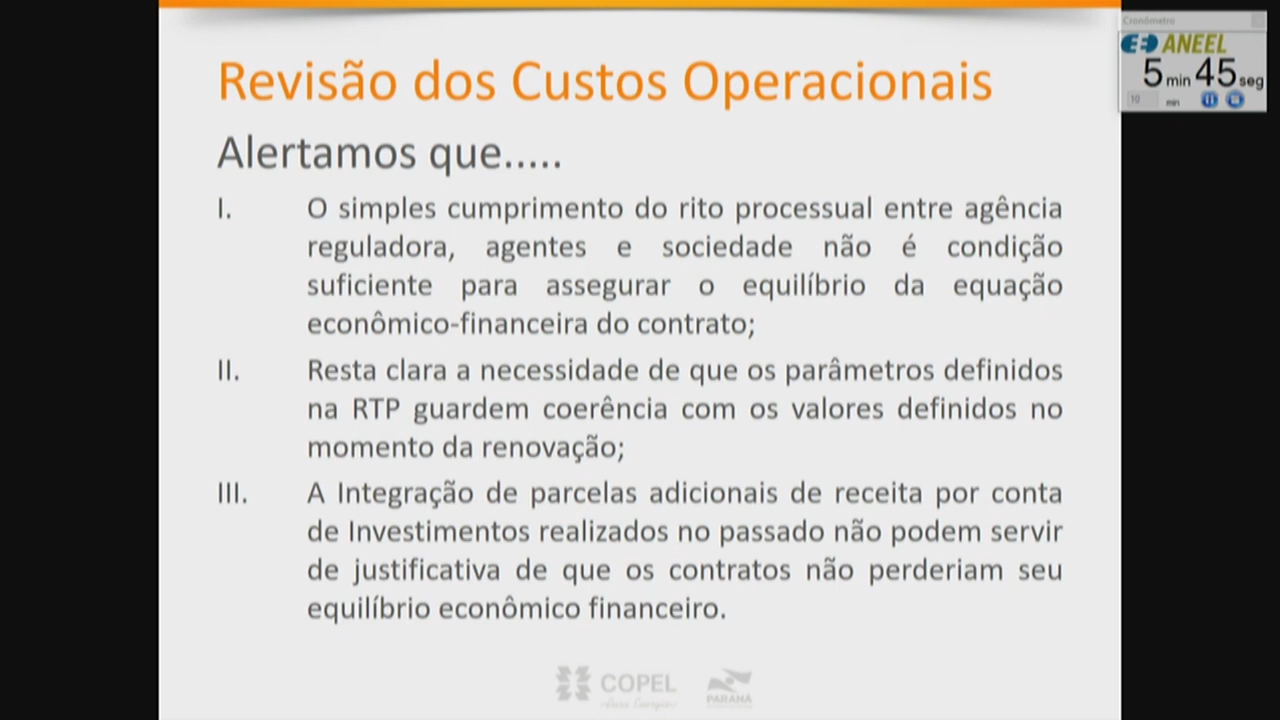 Revisão dos Custos Operacionais
Alertamos que.....
I. O simples cumprimento do rito processual entre agência
reguladora, agentes e sociedade não é condição
suficiente para assegurar o equilíbrio da equação
econômico-financeira do contrato;
II. Resta clara a necessidade de que os parâmetros definidos
na RTP guardem coerência com os valores definidos no
momento da renovação;
III. A Integração de parcelas adicionais de receita por conta
de Investimentos realizados no passado não podem servir
de justificativa de que os contratos não perderiam seu
equilíbrio econômico financeiro.
COPEL
PARANÁ
Cronômetro
ANEEL
5 min 45 seg
10 min